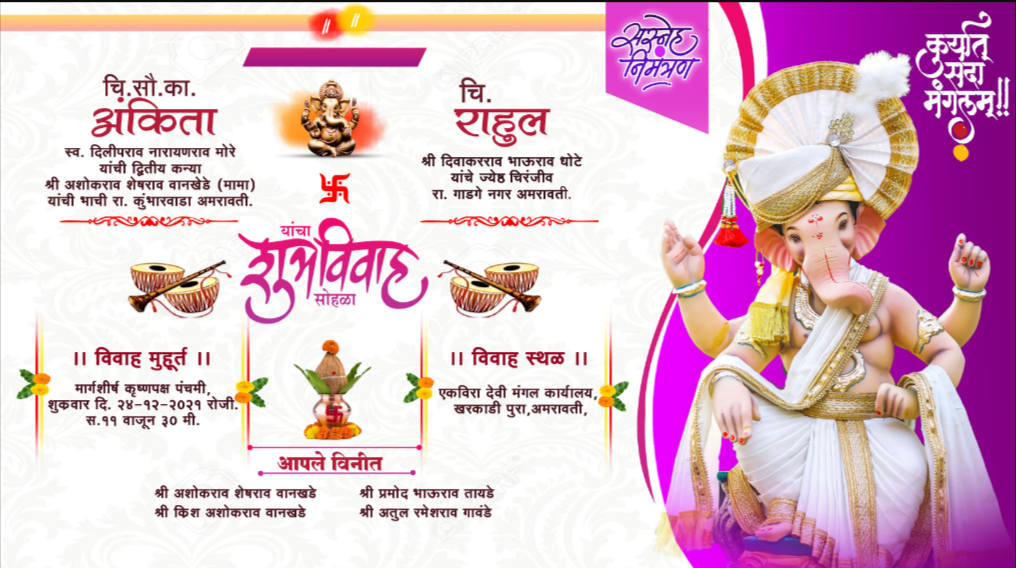 सस्नेह
निमंत्रण
कुर्यात्
सदा
मंगलम्!!
चि.सौ.का.
अंकिता
स्व. दिलीपराव नारायणराव मोरे
यांची द्वितीय कन्या
श्री अशोकराव शेषराव वानखेडे (मामा)
यांची भाची रा. कुंभारवाडा अमरावती.
चि.
राहुल
श्री दिवाकरराव भाऊराव घोटे
यांचे ज्येष्ठ चिरंजीव
रा. गाडगे नगर अमरावती.
यांचा
शुभविवाह
सोहळा
।। विवाह मुहूर्त ।।
मार्गशीर्ष कृष्णपक्ष पंचमी,
शुक्रवार दि. २४-१२-२०२१ रोजी.
स.११ वाजून ३० मी.
।। विवाह स्थळ ।।
एकविरा देवी मंगल कार्यालय,
खरकाडी पुरा,अमरावती,
आपले विनीत
श्री अशोकराव शेषराव वानखडे
श्री क्रिश अशोकराव वानखडे
श्री प्रमोद भाऊराव तायडे
श्री अतुल रमेशराव गावंडे